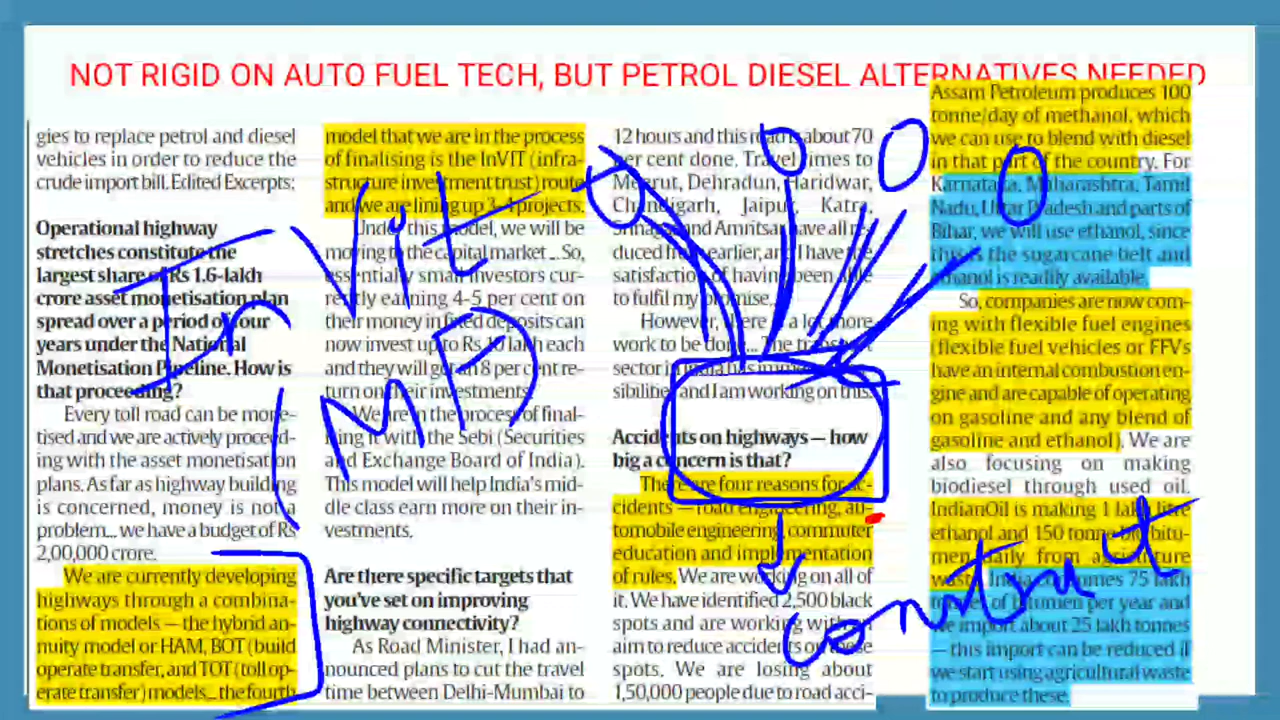 NOT RIGID ON AUTO FUEL TECH, BUT PETROL DIESEL ALTERNATIVES NEEDED
gies to replace petrol and diesel
vehicles in order to reduce the
crude import bill. Edited Excerpts:
Operational highway
stretches constitute the
largest share of Rs 1.6-lakh
crore asset monetisation plan
spread over a period of four
years under the National
Monetisation Pipeline. How is
that proceeding?
Every toll road can be mone-
tised and we are actively proceed-
ing with the asset monetisation
plans. As far as highway building
is concerned, money is not a
problem... we have a budget of Rs
2,00,000 crore.
We are currently developing
highways through a combina-
tions of models — the hybrid an-
nuity model or HAM, BOT (build
operate transfer, and TOT (toll op-
erate transfer) models... the fourth
model that we are in the process
of finalising is the InVIT (infra-
structure investment trust) route
and we are lining up 3-4 projects.
Under this model, we will be
moving to the capital market ... So,
essentially small investors cur-
rently earning 4-5 per cent on
their money in fixed deposits can
now invest up to Rs 10 lakh each
and they will get an 8 per cent re-
turn on their investments.
We are in the process of final-
ising it with the Sebi (Securities
and Exchange Board of India).
This model will help India's mid-
dle class earn more on their in-
vestments.
Are there specific targets that
you've set on improving
highway connectivity?
As Road Minister, I had an-
nounced plans to cut the travel
time between Delhi-Mumbai to
12 hours and this road is about 70
per cent done. Travel times to
Meerut, Dehradun, Haridwar,
Chandigarh, Jaipur, Katra,
Srinagar and Amritsar have all re-
duced from earlier, and I have the
satisfaction of having been able
to fulfil my promise.
However, there is a lot more
work to be done... The transport
sector in India has immense
sibilities and I am working on this.
Accidents on highways — how
big a concern is that?
There are four reasons for ac-
cidents — road engineering, au-
tomobile engineering, commuter
education and implementation
of rules. We are working on all of
it. We have identified 2,500 black
spots and are working with an
aim to reduce accidents on these
spots. We are losing about
1,50,000 people due to road acci-
Assam Petroleum produces 100
tonne/day of methanol, which
we can use to blend with diesel
in that part of the country. For
Karnataka, Maharashtra, Tamil
Nadu, Uttar Pradesh and parts of
Bihar, we will use ethanol, since
this is the sugarcane belt and
ethanol is readily available.
So, companies are now com-
ing with flexible fuel engines
(flexible fuel vehicles or FFVs
have an internal combustion en-
gine and are capable of operating
on gasoline and any blend of
gasoline and ethanol). We are
also focusing on making
biodiesel through used oil.
IndianOil is making 1 lakh litre
ethanol and 150 tonne bio bitu-
men daily from agriculture
waste. India consumes 75 lakh
tonnes of bitumen per year and
we import about 25 lakh tonnes
— this import can be reduced if
we start using agricultural waste
to produce these.
InVit
(MD
construct